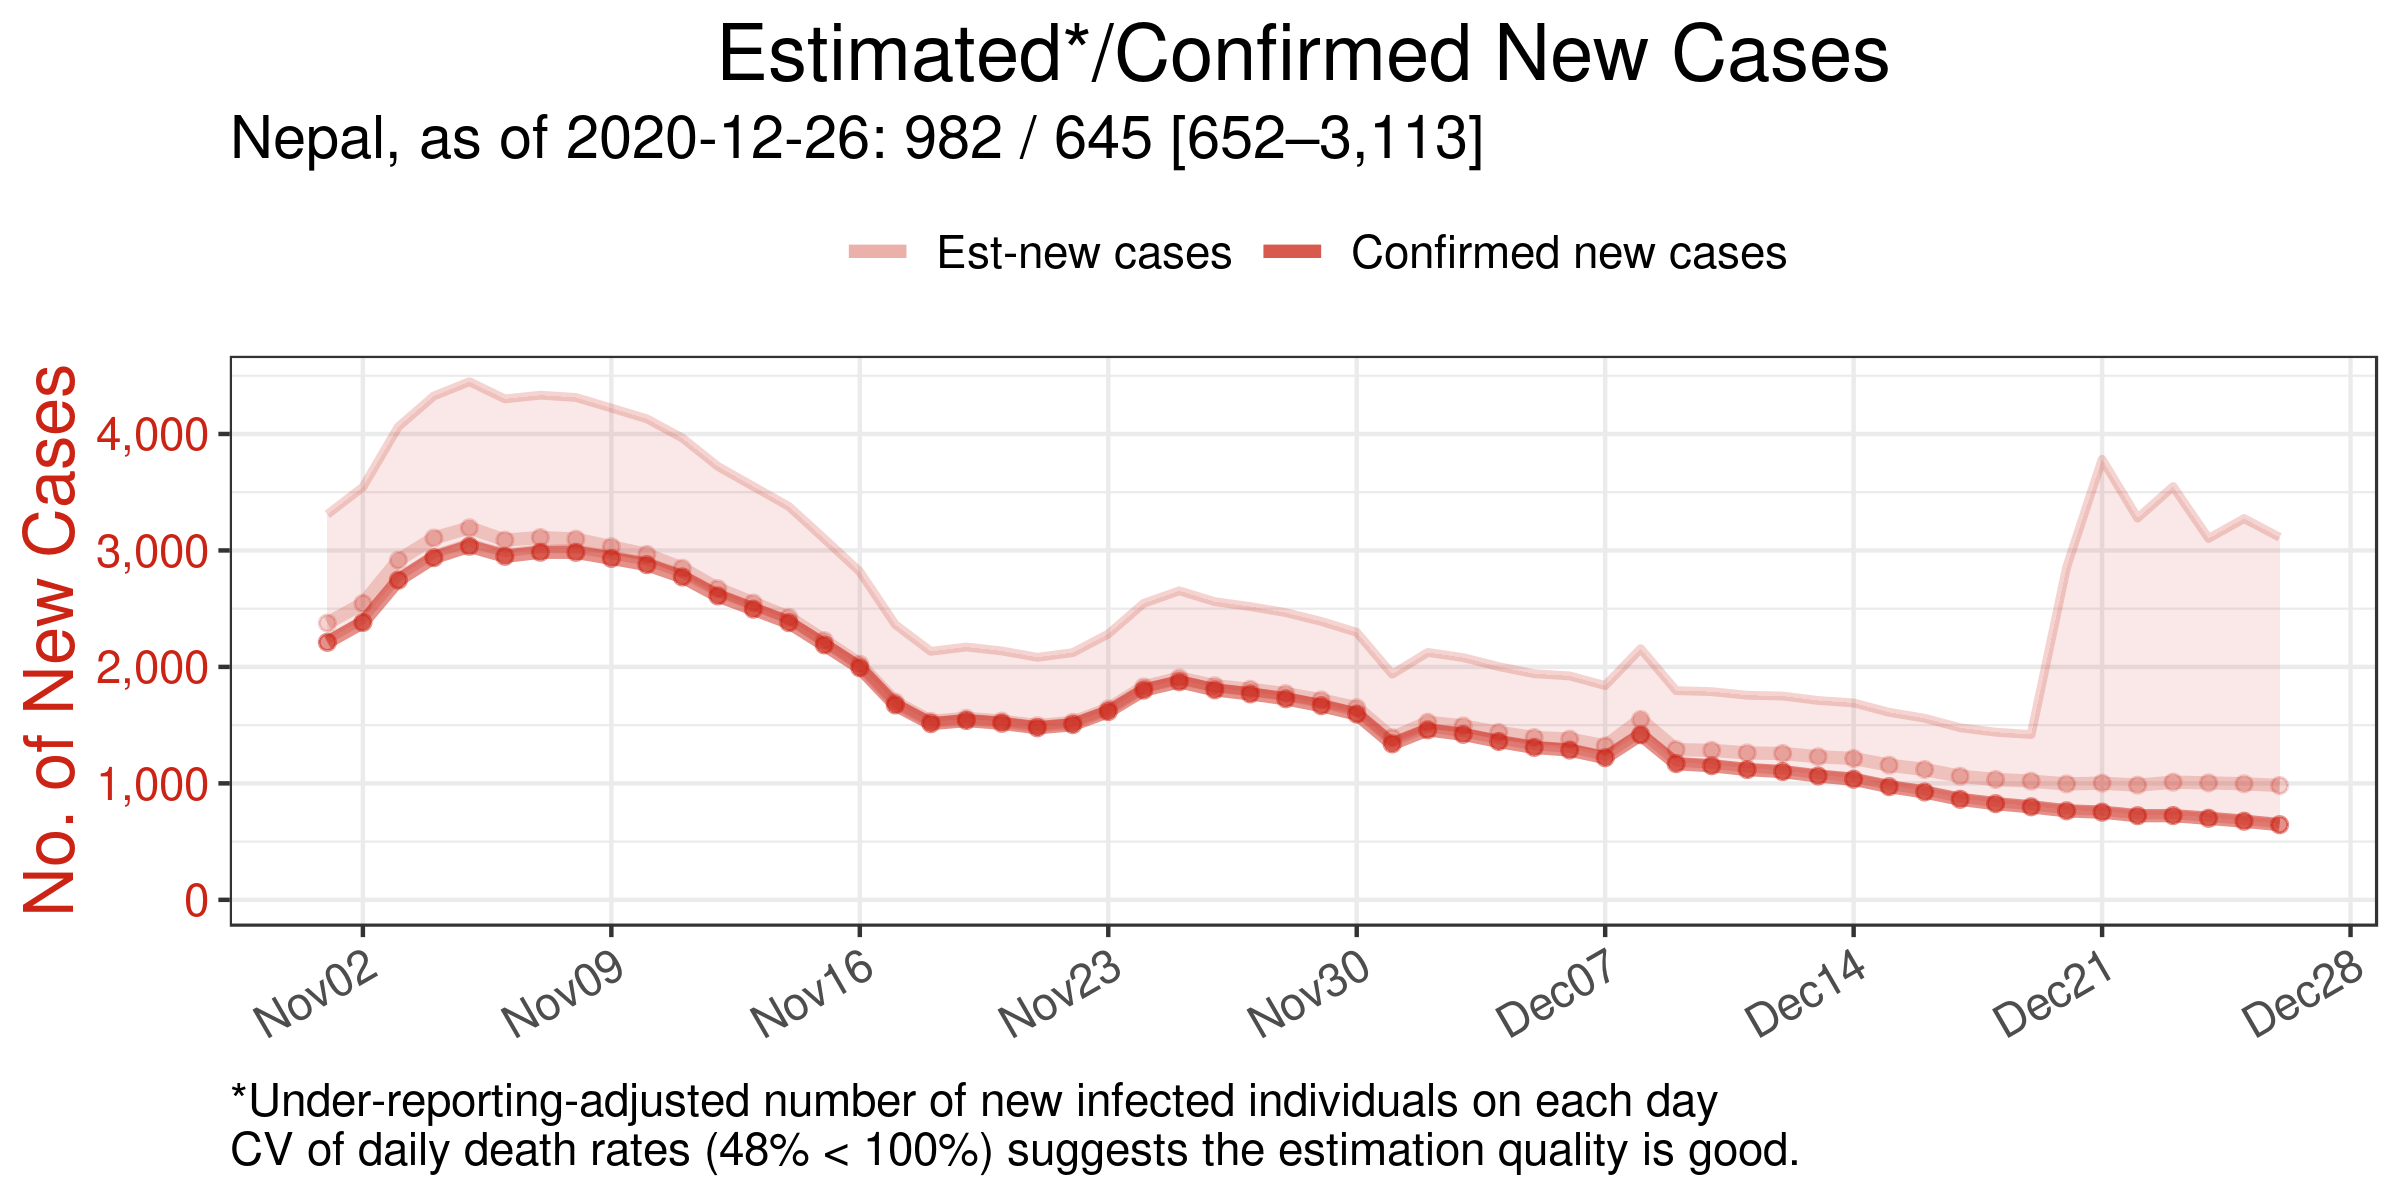 Estimated*/Confirmed New Cases
Nepal, as of 2020-12-26: 982 / 645 [652–3,113]
Est-new cases Confirmed new cases
No. of New Cases
4,000
3,000
2,000
1,000
0
Nov02 Nov09 Nov16 Nov23 Nov30 Dec07 Dec14 Dec21 Dec28
*Under-reporting-adjusted number of new infected individuals on each day
CV of daily death rates (48% < 100%) suggests the estimation quality is good.